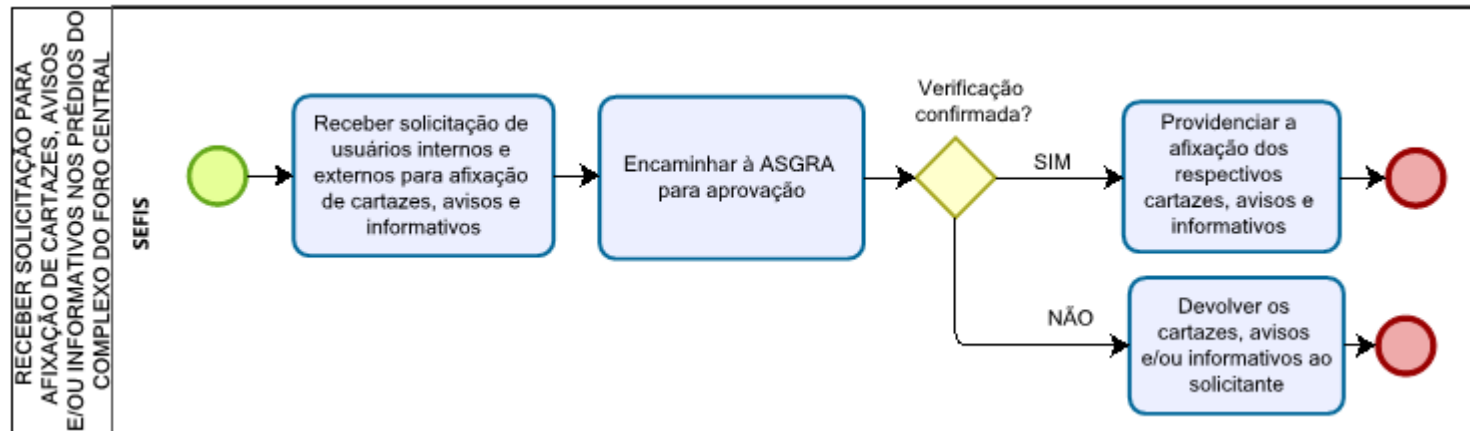 RECEBER SOLICITAÇÃO PARA
AFIXAÇÃO DE CARTAZES, AVISOS
E/OU INFORMATIVOS NOS PRÉDIOS DO
COMPLEXO DO FORO CENTRAL
SEFIS
Receber solicitação de
usuários internos e
externos para afixação
de cartazes, avisos e
informativos
Encaminhar à ASGRA
para aprovação
Verificação
confirmada?
SIM
Providenciar a
afixação dos
respectivos
cartazes, avisos e
informativos
NÃO
Devolver os
cartazes, avisos
e/ou informativos ao
solicitante